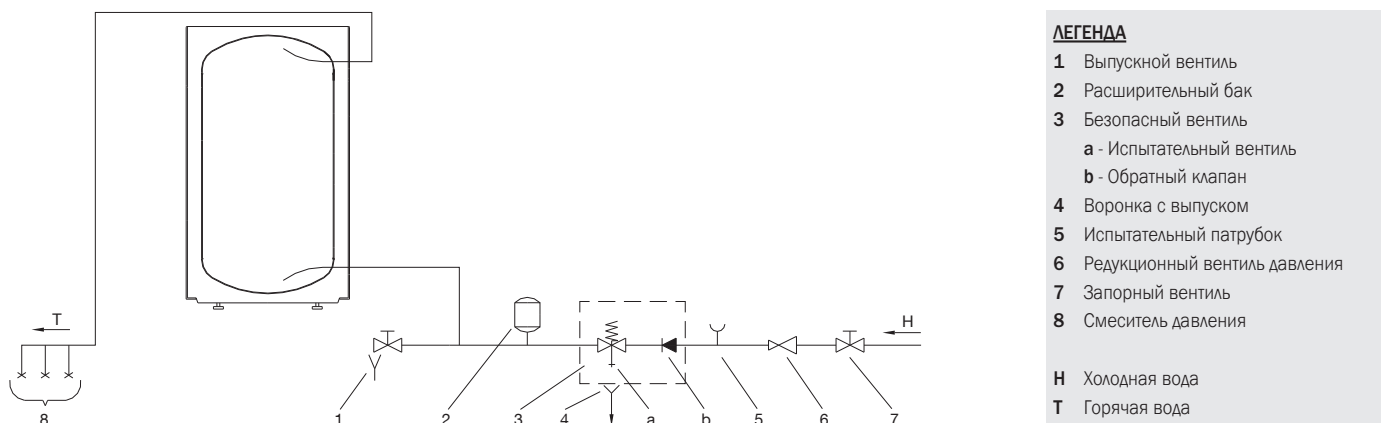 T
H
8
1
2
3
4
a
b
5
6
7
ЛЕГЕНДА
1 Выпускной вентиль
2 Расширительный бак
3 Безопасный вентиль
a - Испытательный вентиль
b - Обратный клапан
4 Воронка с выпуском
5 Испытательный патрубок
6 Редукционный вентиль давления
7 Запорный вентиль
8 Смеситель давления
H Холодная вода
T Горячая вода